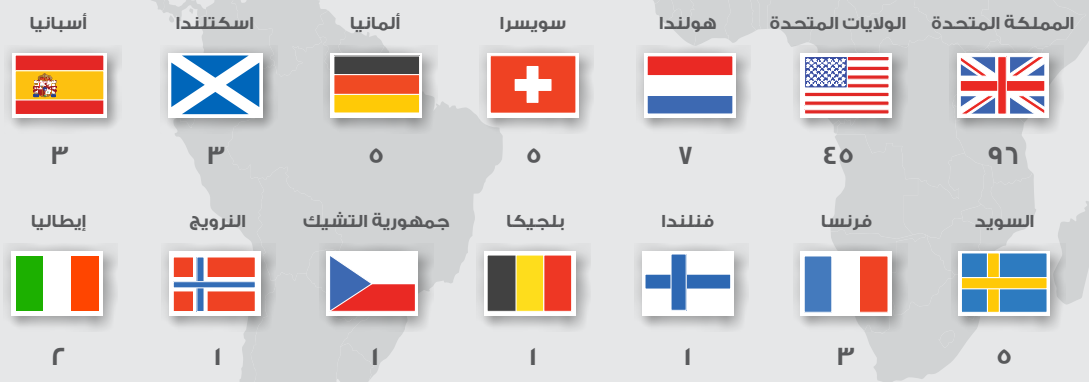 المملكة المتحدة الولايات المتحدة هولندا سويسرا ألمانيا اسكتلندا أسبانيا
٩٦ ٤٥ ٧ ٥ ٥ ٣ ٣
السويد فرنسا فنلندا بلجيكا جمهورية التشيك النرويج إيطاليا
٥ ٣ ١ ١ ١ ١ ٢